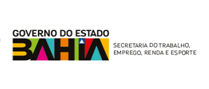 GOVERNO DO ESTADO
BAHIA
SECRETARIA DO TRABALHO,
EMPREGO, RENDA E ESPORTE